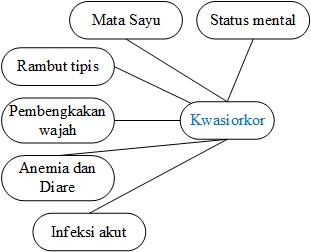 Mata Sayu
Status mental
Rambut tipis
Pembengkakan
wajah
Kwasiorkor
Anemia dan
Diare
Infeksi akut